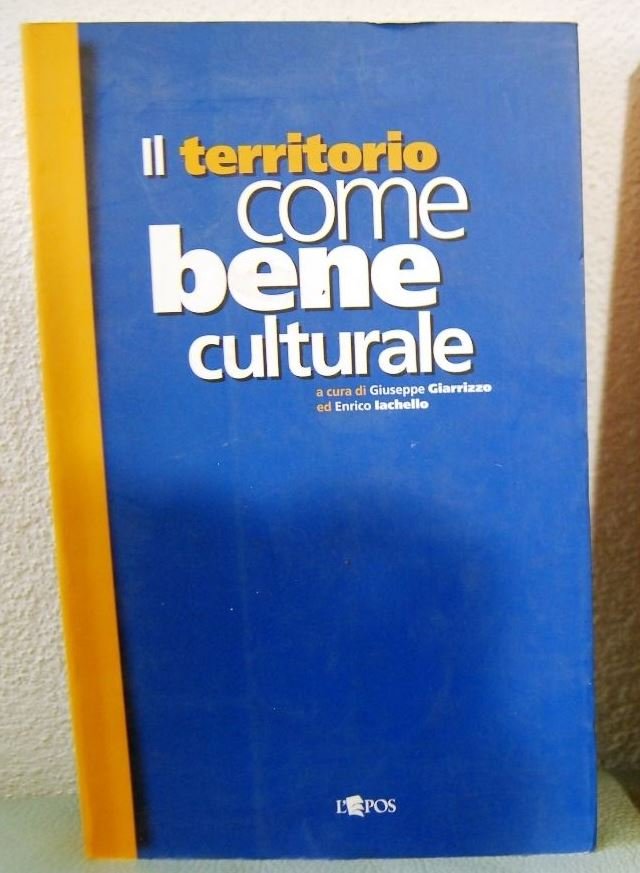 Il territorio
come
bene
culturale
a cura di Giuseppe Giarrizzo
ed Enrico Iachello
L'EPOS